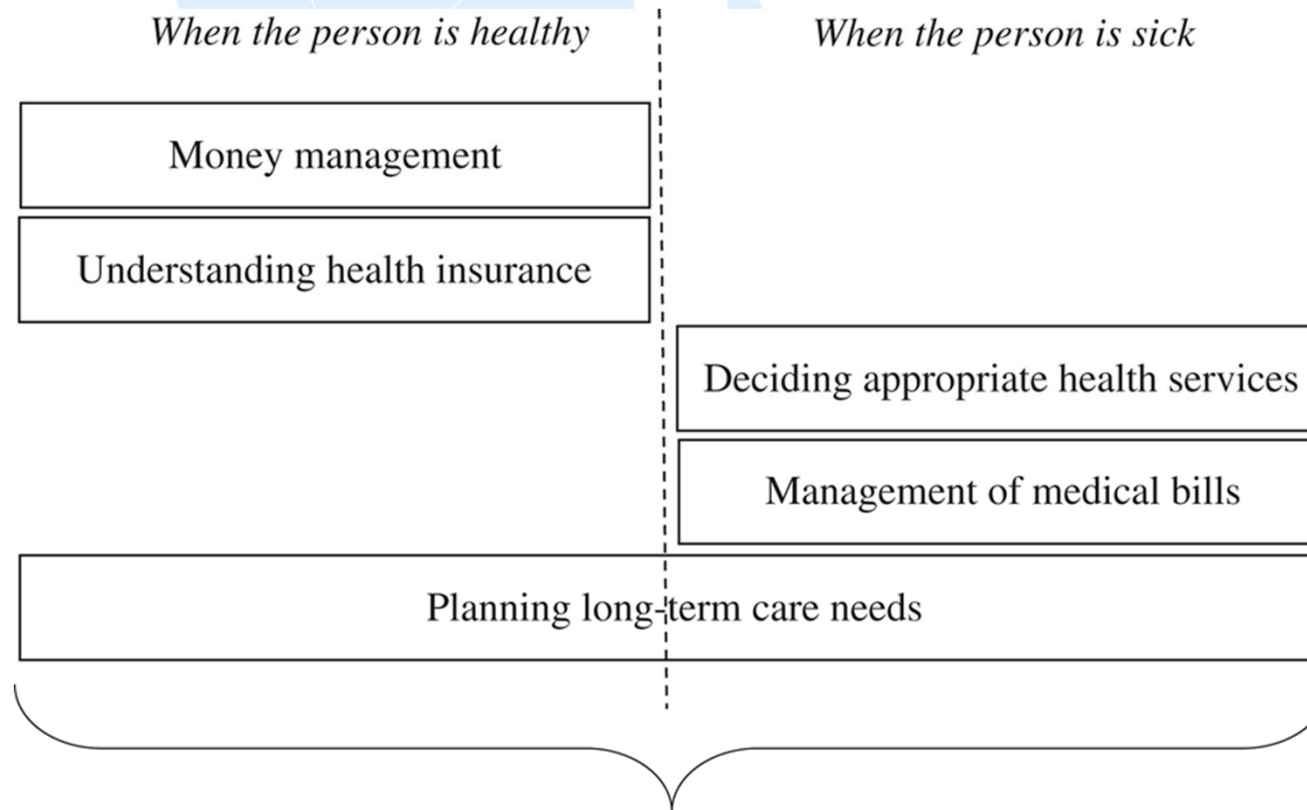 When the person is healthy
When the person is sick
Money management
Understanding health insurance
Deciding appropriate health services
Management of medical bills
Planning long-term care needs